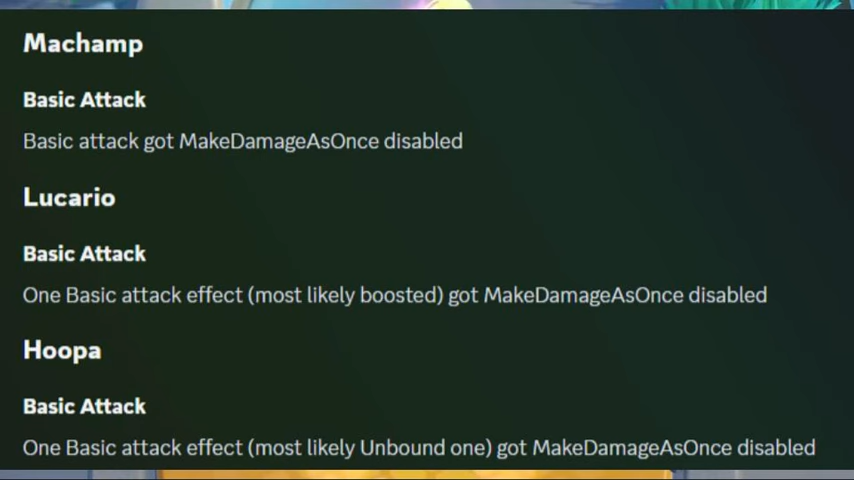 Machamp
Basic Attack
Basic attack got MakeDamageAsOnce disabled
Lucario
Basic Attack
One Basic attack effect (most likely boosted) got MakeDamageAsOnce disabled
Hoopa
Basic Attack
One Basic attack effect (most likely Unbound one) got MakeDamageAsOnce disabled